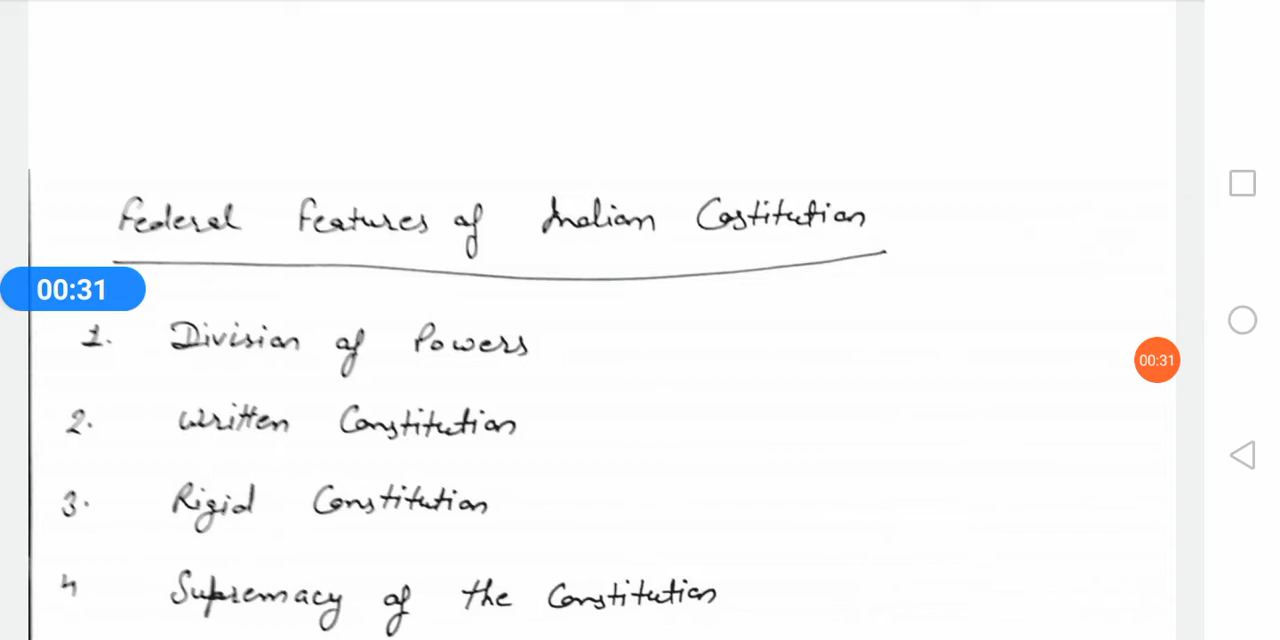 Federal Features of Indian Costitution
00:31
1. Division of Powers
00:31
2. Written Constitution
3. Rigid Constitution
4 Supremacy of the Constitution